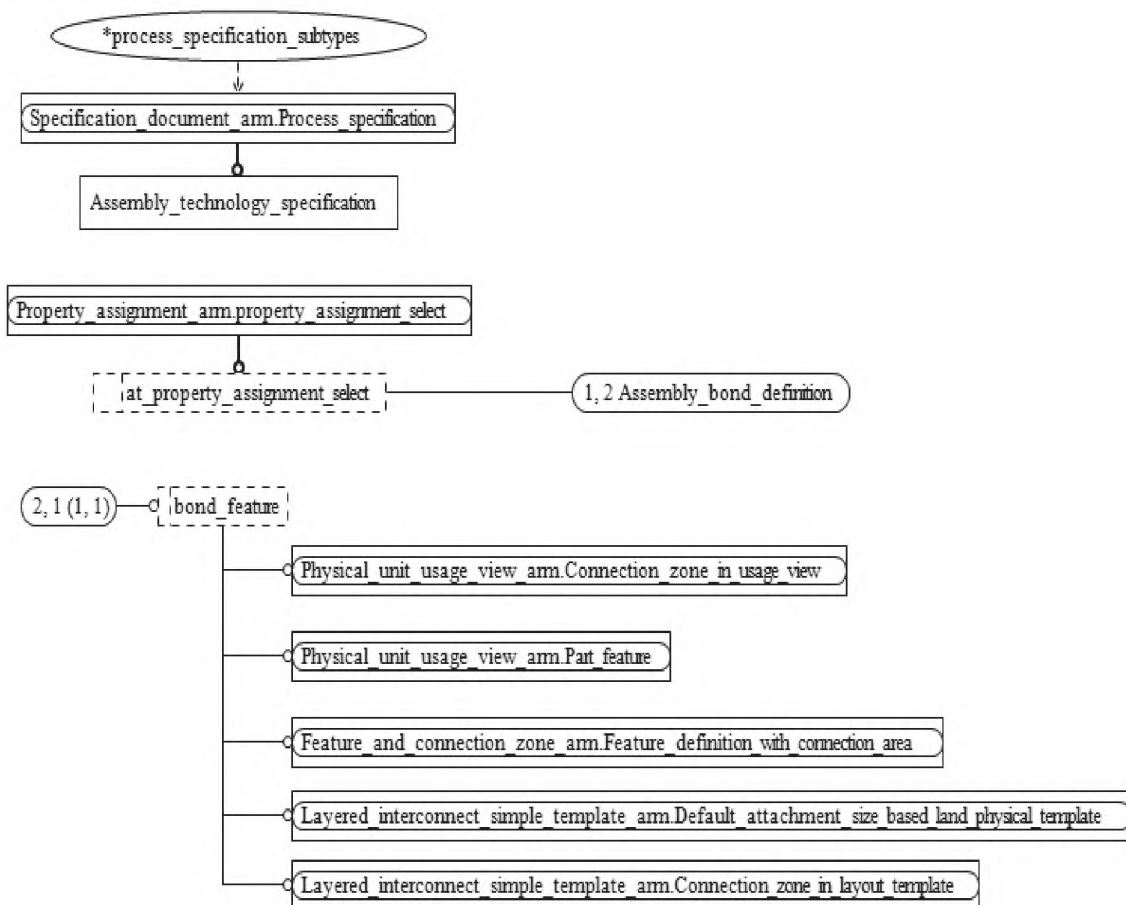 *process_specification_subtypes
Specification_document_arm.Process_specification
Assembly_technology_specification
Property_assignment_arm.property_assignment_select
at_property_assignment_select
1, 2 Assembly_bond_definition
2, 1 (1, 1)
bond_feature
Physical_unit_usage_view_arm.Connection_zone_in_usage_view
Physical_unit_usage_view_arm.Part_feature
Feature_and_connection_zone_arm.Feature_definition_with_connection_area
Layered_interconnect_simple_template_arm.Default_attachment_size_based_land_physical_template
Layered_interconnect_simple_template_arm.Connection_zone_in_layout_template